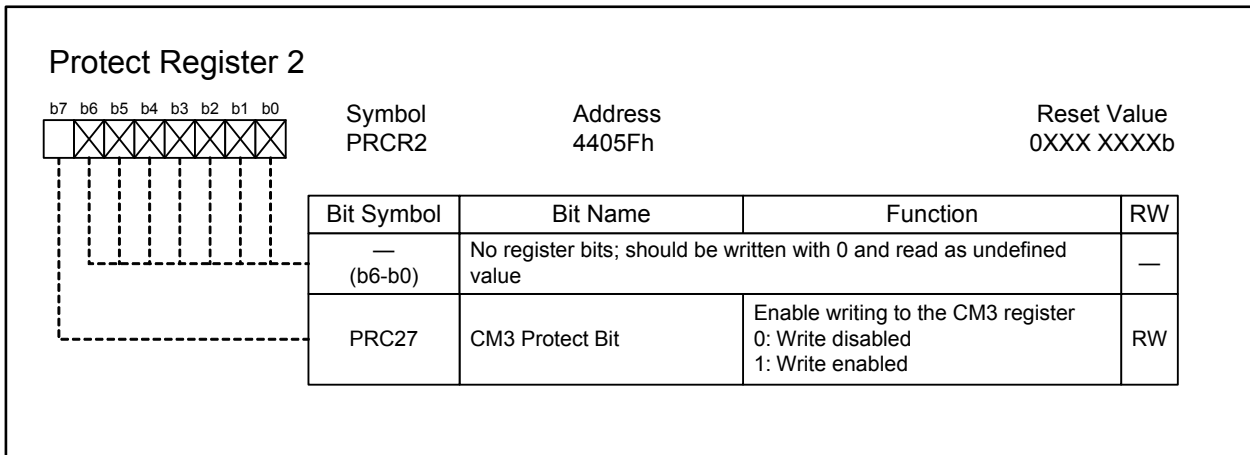 Protect Register 2
b7 b6 b5 b4 b3 b2 b1 b0
Symbol Address Reset Value
PRCR2 4405Fh 0XXX XXXXb
Bit Symbol Bit Name Function RW
—
(b6-b0)
No register bits; should be written with 0 and read as undefined
value
—
PRC27
CM3 Protect Bit
Enable writing to the CM3 register
0: Write disabled
1: Write enabled
RW